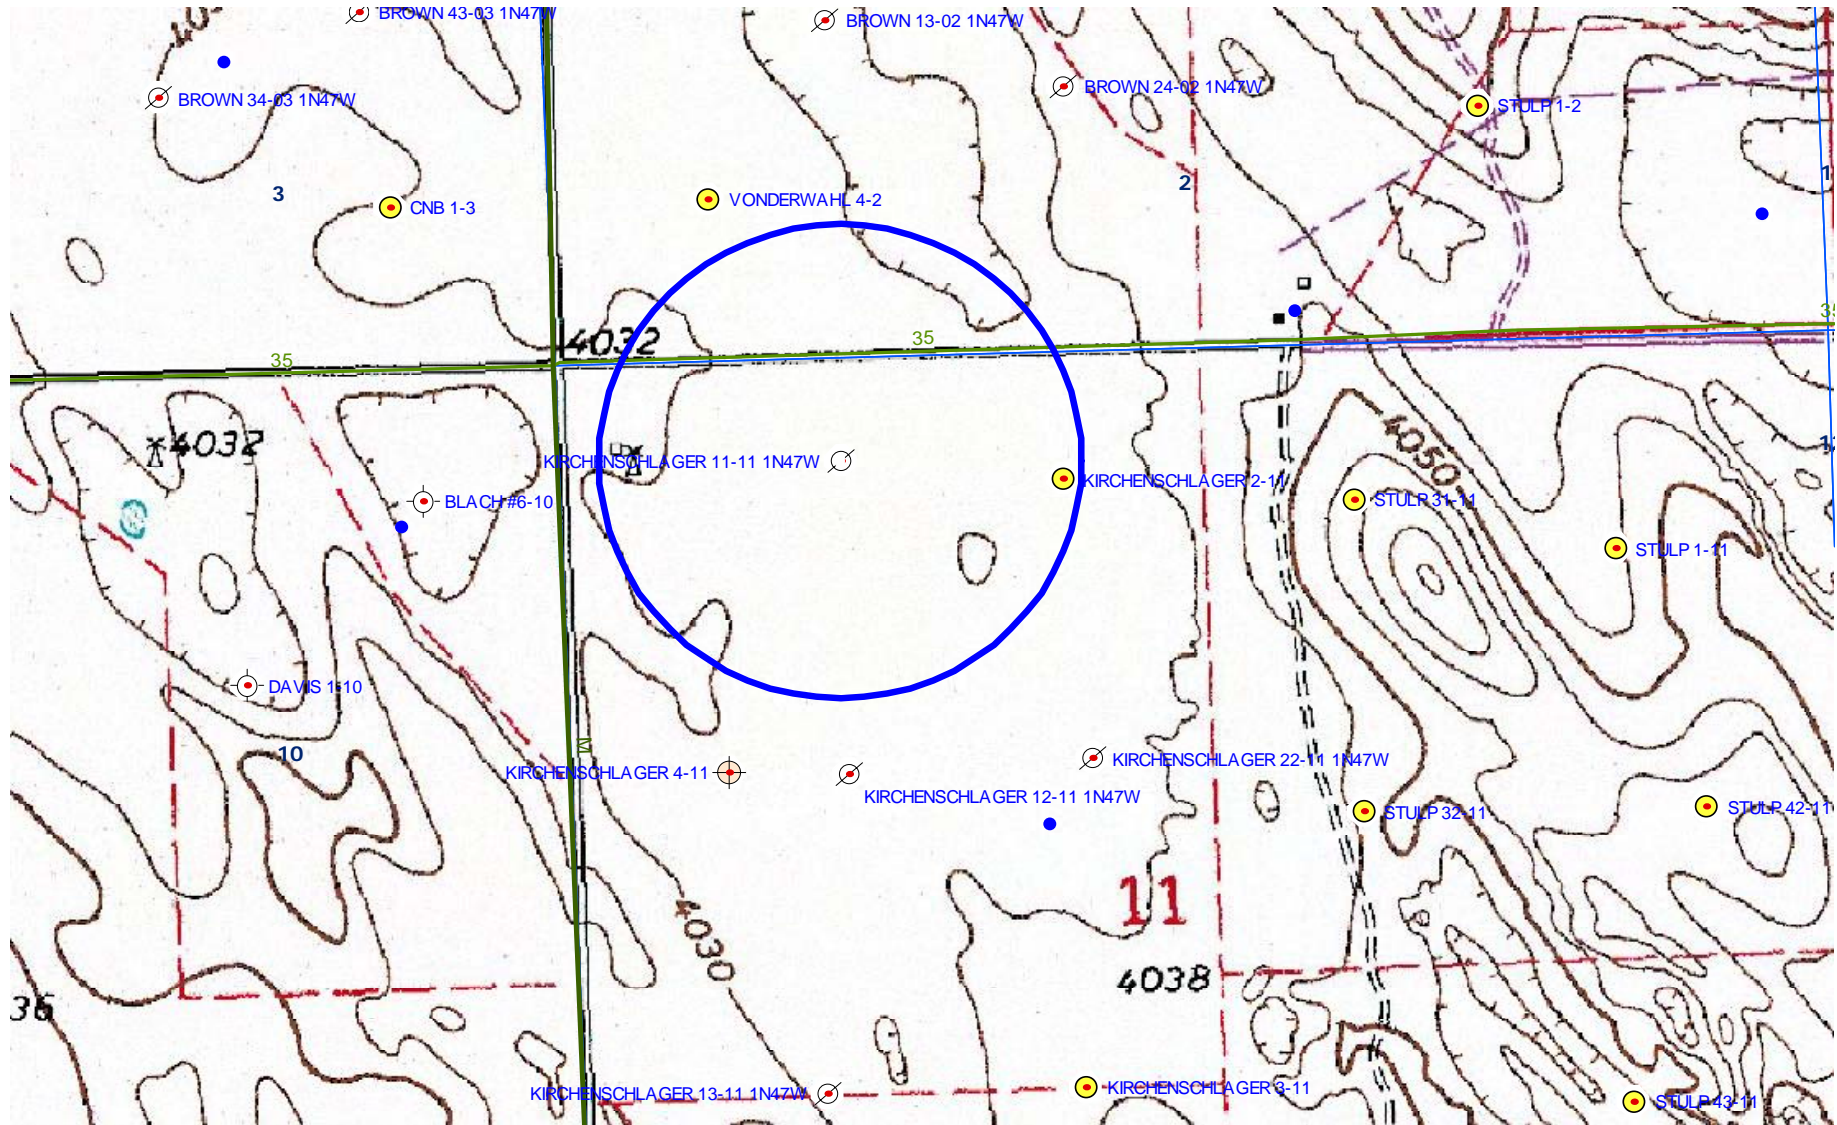 BROWN 43-03 1N47W
BROWN 13-02 1N47W
BROWN 34-03 1N47W
BROWN 24-02 1N47W
STULP 1-2
3
CNB 1-3
VONDERWAHL 4-2
2
4032
35
35
4032
4050
KIRCHENSCHLAGER 11-11 1N47W
KIRCHENSCHLAGER 2-11
BLACH #6-10
STULP 31-11
STULP 1-11
DAVIS 1-10
10
M
KIRCHENSCHLAGER 4-11
KIRCHENSCHLAGER 12-11 1N47W
KIRCHENSCHLAGER 22-11 1N47W
STULP 32-11
STULP 42-11
11
4030
4038
36
KIRCHENSCHLAGER 13-11 1N47W
KIRCHENSCHLAGER 3-11
STULP 43-11